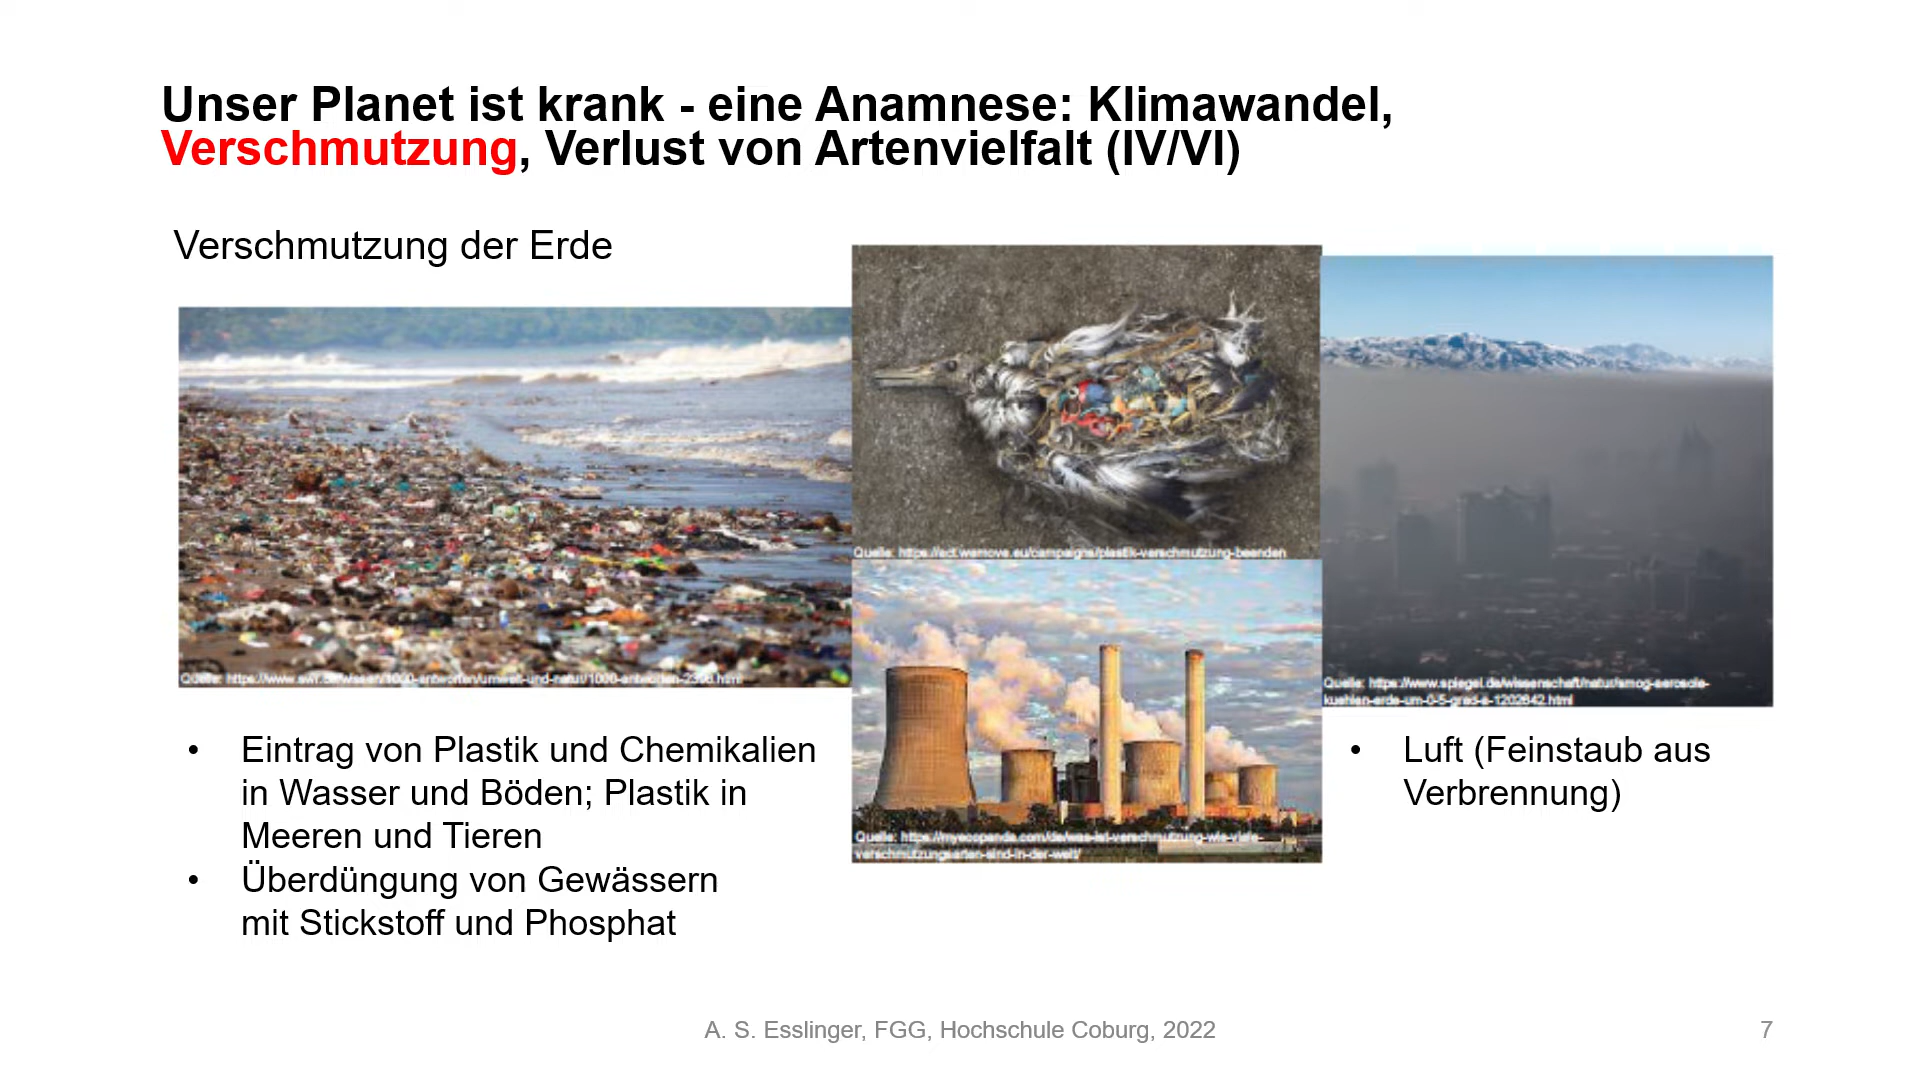 Unser Planet ist krank - eine Anamnese: Klimawandel,
Verschmutzung, Verlust von Artenvielfalt (IV/VI)
Verschmutzung der Erde
Quelle: https://act.wemove.eu/campaigns/plastik-verschmutzung-beenden
Quelle: https://www.swr.de/wissen/1000-antworten/umwelt-und-natur/1000-antworten-2396.html
Quelle: https://www.spiegel.de/wissenschaft/natur/smog-aerosole-
kuehlen-erde-um-0-5-grad-a-1202642.html
Quelle: https://myecopanda.com/de/was-ist-verschmutzung-wie-viele-
verschmutzungsarten-sind-in-der-welt/
• Eintrag von Plastik und Chemikalien
in Wasser und Böden; Plastik in
Meeren und Tieren
• Überdüngung von Gewässern
mit Stickstoff und Phosphat
• Luft (Feinstaub aus
Verbrennung)
A. S. Esslinger, FGG, Hochschule Coburg, 2022
7